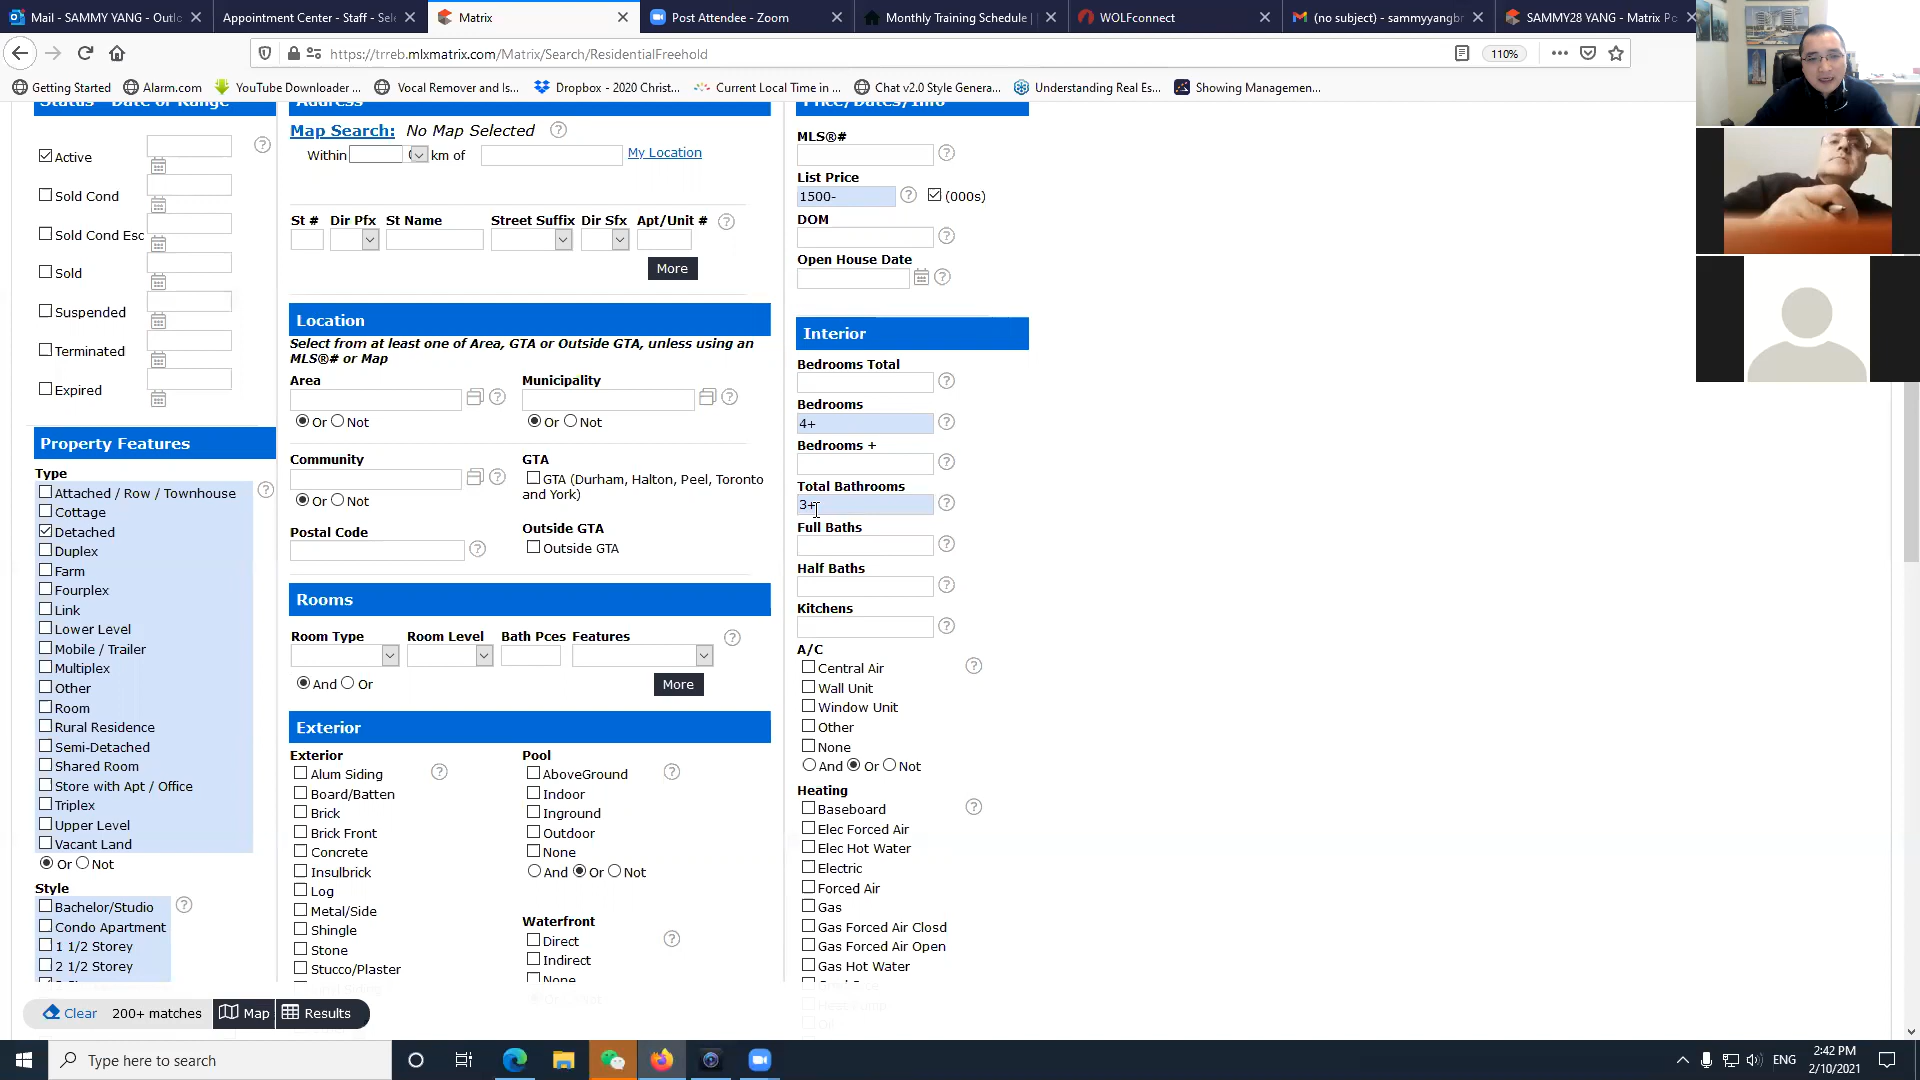 Mail - SAMMY YANG - Outlo
Appointment Center - Staff - Sele
Matrix
Post Attendee - Zoom
Monthly Training Schedule |
WOLFconnect
(no subject) - sammyyangbr
SAMMY28 YANG - Matrix Po
https://trreb.mlxmatrix.com/Matrix/Search/ResidentialFreehold
110%
Getting Started
Alarm.com
YouTube Downloader...
Vocal Remover and Is...
Dropbox - 2020 Christ...
Current Local Time in ...
Chat v2.0 Style Genera...
Understanding Real Es...
Showing Managemen...
Status - Date or Range
Active
Sold Cond
Sold Cond Esc
Sold
Suspended
Terminated
Expired
Property Features
Type
Attached / Row / Townhouse
Cottage
Detached
Duplex
Farm
Fourplex
Link
Lower Level
Mobile / Trailer
Multiplex
Other
Room
Rural Residence
Semi-Detached
Shared Room
Store with Apt / Office
Triplex
Upper Level
Vacant Land
Or Not
Style
Bachelor/Studio
Condo Apartment
1 1/2 Storey
2 1/2 Storey
Address
Map Search: No Map Selected
Within km of My Location
St # Dir Pfx St Name Street Suffix Dir Sfx Apt/Unit #
More
Location
Select from at least one of Area, GTA or Outside GTA, unless using an
MLS®# or Map
Area Municipality
Or Not Or Not
Community GTA
GTA (Durham, Halton, Peel, Toronto
and York)
Or Not
Postal Code Outside GTA
Outside GTA
Rooms
Room Type Room Level Bath Pces Features
And Or More
Exterior
Exterior
Alum Siding
Board/Batten
Brick
Brick Front
Concrete
Insulbrick
Log
Metal/Side
Shingle
Stone
Stucco/Plaster
Pool
AboveGround
Indoor
Inground
Outdoor
None
And Or Not
Waterfront
Direct
Indirect
None
Price/Dates/Info
MLS®#
List Price
1500- (000s)
DOM
Open House Date
Interior
Bedrooms Total
Bedrooms
4+
Bedrooms +
Total Bathrooms
3+
Full Baths
Half Baths
Kitchens
A/C
Central Air
Wall Unit
Window Unit
Other
None
And Or Not
Heating
Baseboard
Elec Forced Air
Elec Hot Water
Electric
Forced Air
Gas
Gas Forced Air Closd
Gas Forced Air Open
Gas Hot Water
Clear 200+ matches Map Results
Type here to search
ENG
2:42 PM
2/10/2021